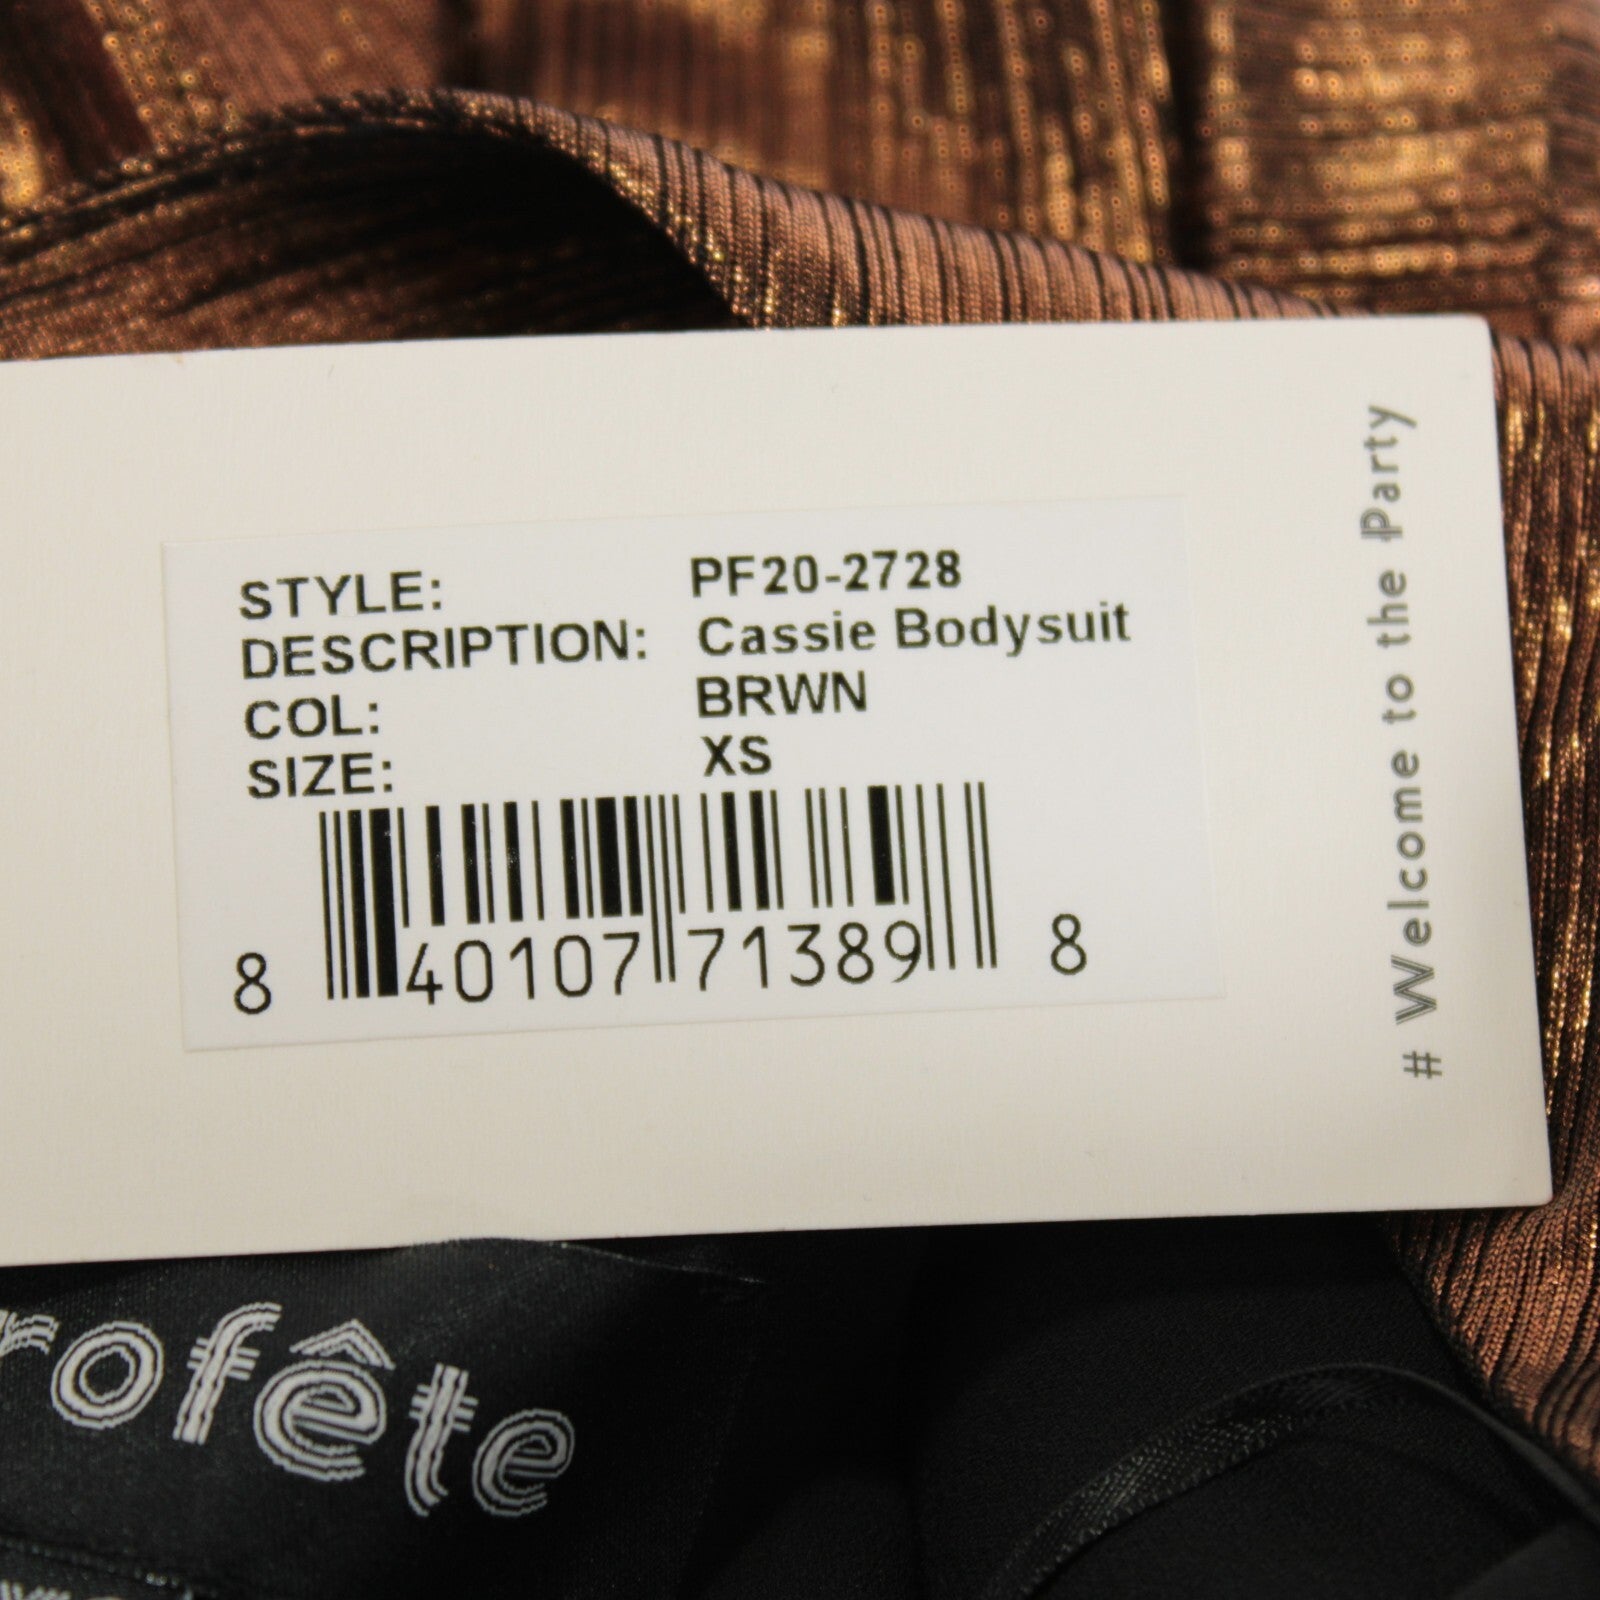 STYLE: PF20-2728
DESCRIPTION: Cassie Bodysuit
COL: BRWN
SIZE: XS
8 40107 71389 8
# Welcome to the Party
rofête